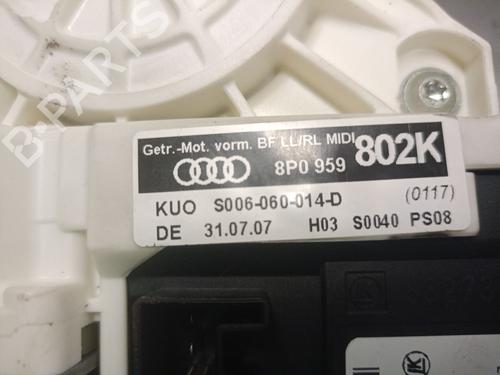 B-PARTS
Getr.-Mot. vorm. BF LL/RL MIDI
8P0 959 802K
KUO S006-060-014-D (0117)
DE 31.07.07 H03 S0040 PS08